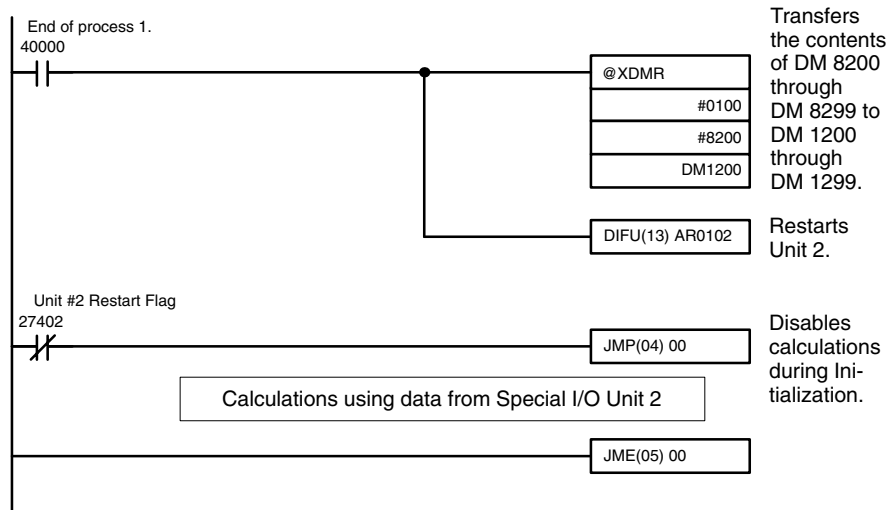 End of process 1.
40000
@XDMR
#0100
#8200
DM1200
Transfers
the contents
of DM 8200
through
DM 8299 to
DM 1200
through
DM 1299.
DIFU(13) AR0102
Restarts
Unit 2.
Unit #2 Restart Flag
27402
JMP(04) 00
Disables
calculations
during Ini-
tialization.
Calculations using data from Special I/O Unit 2
JME(05) 00